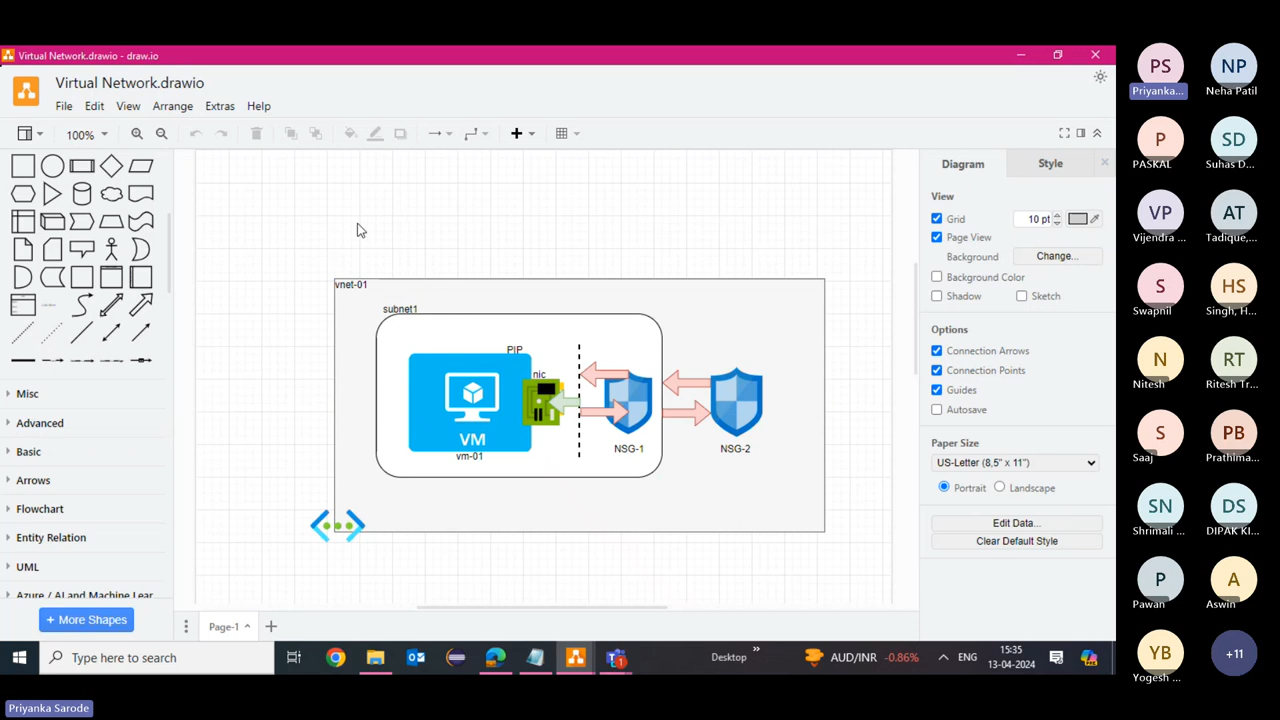 Virtual Network.drawio - draw.io
Virtual Network.drawio
File Edit View Arrange Extras Help
100%
Misc
Advanced
Basic
Arrows
Flowchart
Entity Relation
UML
Azure / AI and Machine Lear
+ More Shapes
vnet-01
subnet1
PIP
nic
VM
vm-01
NSG-1
NSG-2
Page-1
Diagram Style
View
Grid 10 pt
Page View
Background Change...
Background Color
Shadow Sketch
Options
Connection Arrows
Connection Points
Guides
Autosave
Paper Size
US-Letter (8,5" x 11")
Portrait Landscape
Edit Data...
Clear Default Style
Type here to search
1
Desktop
»
AUD/INR -0.86%
ENG
15:35
13-04-2024
Priyanka Sarode
PS NP
Priyanka... Neha Patil
P SD
PASKAL Suhas D...
VP AT
Vijendra ... Tadique,...
S HS
Swapnil Singh, H...
N RT
Nitesh Ritesh Tr...
S PB
Saaj Prathima...
SN DS
Shrimali ... DIPAK KI...
P A
Pawan Aswin
YB +11
Yogesh ...